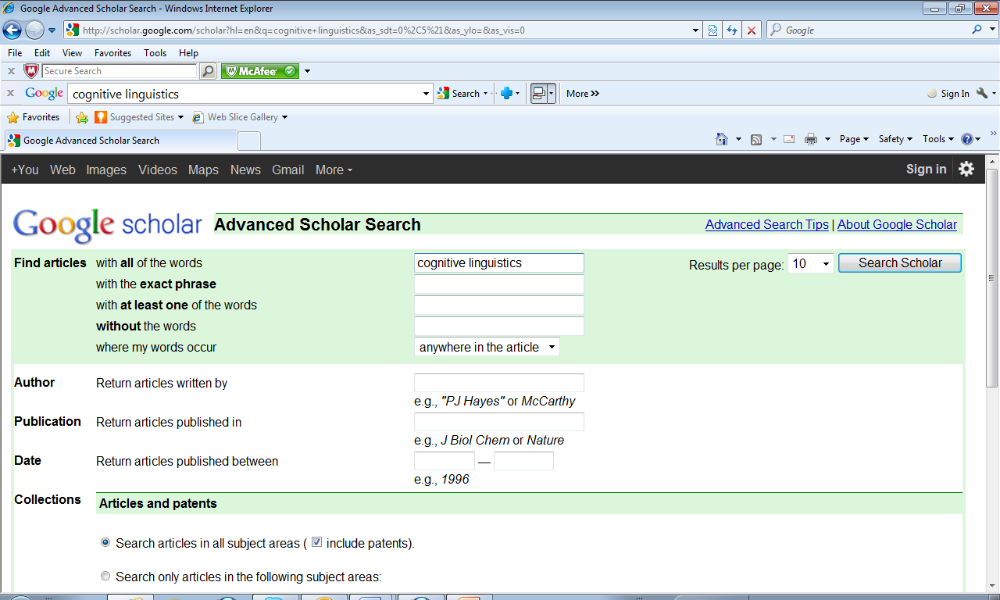 Google Advanced Scholar Search - Windows Internet Explorer
http://scholar.google.com/scholar?hl=en&q=cognitive+linguistics&as_sdt=0%2C5%21&as_ylo=&as_vis=0
Google
File Edit View Favorites Tools Help
x Secure Search McAfee
x Google cognitive linguistics Search More >> Sign In
Favorites Suggested Sites Web Slice Gallery
Google Advanced Scholar Search Page Safety Tools
+You Web Images Videos Maps News Gmail More Sign in
Google scholar Advanced Scholar Search Advanced Search Tips | About Google Scholar
Find articles with all of the words cognitive linguistics Results per page: 10 Search Scholar
with the exact phrase
with at least one of the words
without the words
where my words occur anywhere in the article
Author Return articles written by
e.g., "PJ Hayes" or McCarthy
Publication Return articles published in
e.g., J Biol Chem or Nature
Date Return articles published between —
e.g., 1996
Collections Articles and patents
Search articles in all subject areas ( include patents).
Search only articles in the following subject areas: